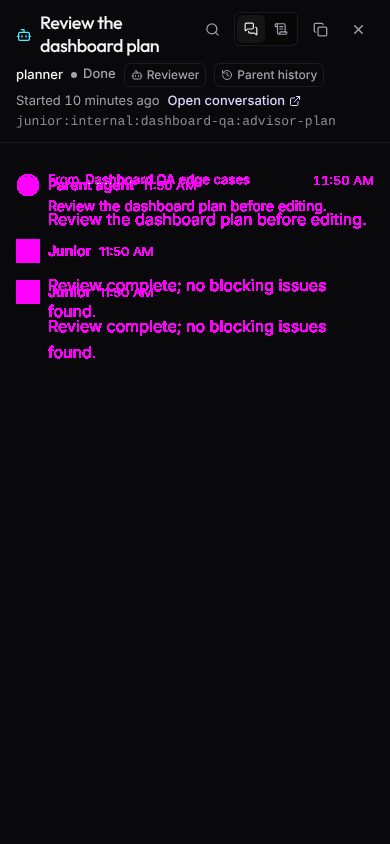 Review the
dashboard plan
planner Done Reviewer Parent history
Started 10 minutes ago Open conversation
junior:internal:dashboard-qa:advisor-plan
From Dashboard QA edge cases 11:50 AM
Parent agent 11:50 AM
Review the dashboard plan before editing.
Review the dashboard plan before editing.
Junior 11:50 AM
Review complete; no blocking issues
Junior 11:50 AM
found.
Review complete; no blocking issues
found.